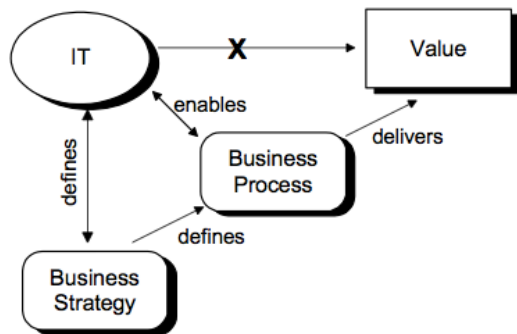 IT
X
Value
enables
delivers
Business
Process
defines
defines
Business
Strategy